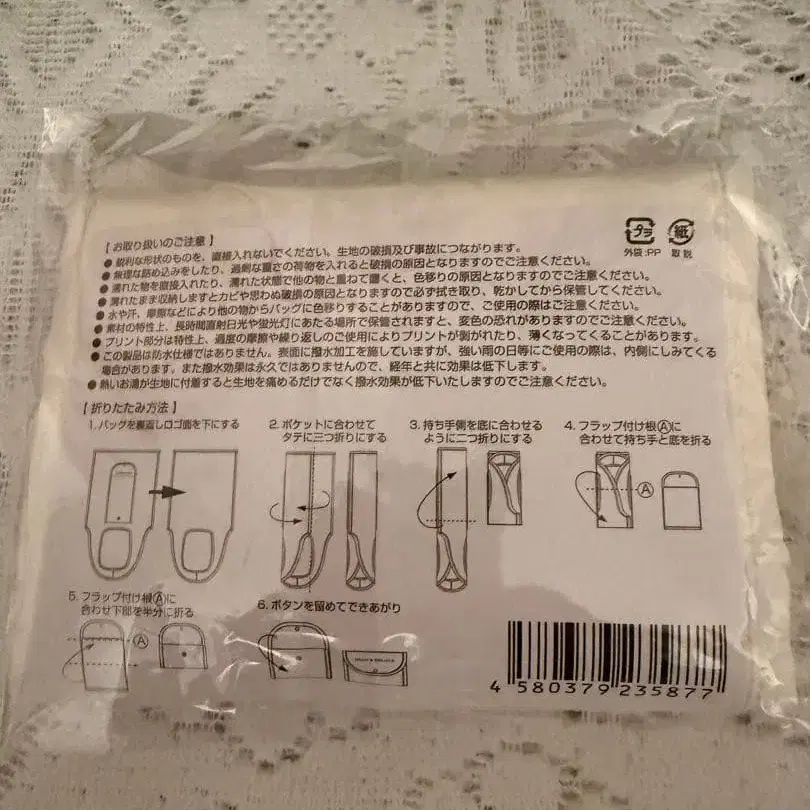 【お取り扱いのご注意】
●鋭利な形状のものを、直接入れないでください。生地の破損及び事故につながります。
●無理な詰め込みをしたり、過剰な重さの荷物を入れると破損の原因となりますのでご注意ください。
●濡れた物を直接入れたり、濡れた状態で他の物と重ねて置くと、色移りの原因となりますのでご注意ください。
●濡れたまま収納しますとカビや思わぬ破損の原因となりますので必ず拭き取り、乾かしてから保管してください。
●水や汗、摩擦などにより他の物からバッグに色移りすることがありますので、ご使用の際はご注意ください。
●素材の特性上、長時間直射日光や蛍光灯にあたる場所で保管されますと、変色の恐れがありますのでご注意ください。
●プリント部分は特性上、過度の摩擦や繰り返しのご使用によりプリントが剥がれたり、薄くなってくることがあります。
●この製品は防水仕様ではありません。表面に撥水加工を施していますが、強い雨の日等にご使用の際は、内側にしみてくる
場合があります。また撥水効果は永久ではありませんので、経年と共に効果は低下します。
●熱いお湯が生地に付着すると生地を痛めるだけでなく撥水効果が低下いたしますのでご注意ください。
プラ 紙
外袋:PP 取説
【折りたたみ方法】
1. バッグを裏返しロゴ面を下にする
2. ポケットに合わせて
タテに三つ折りにする
3. 持ち手側を底に合わせる
ように二つ折りにする
4. フラップ付け根Ⓐに
合わせて持ち手と底を折る
Ⓐ
5. フラップ付け根Ⓐに
合わせ下部を半分に折る
Ⓐ
6. ボタンを留めてできあがり
4 580379 235877